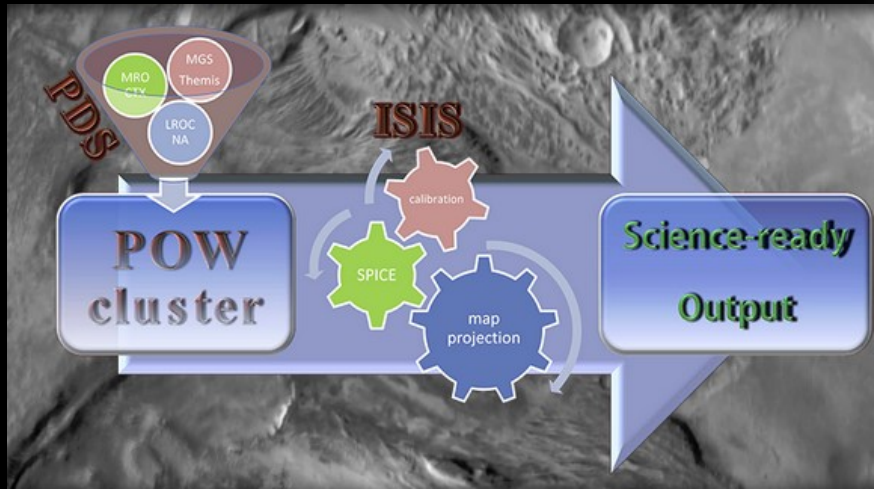 PDS
MRO
CTX
MGS
Themis
LROC
NA
ISIS
POW
cluster
calibration
SPICE
map
projection
Science-ready
Output